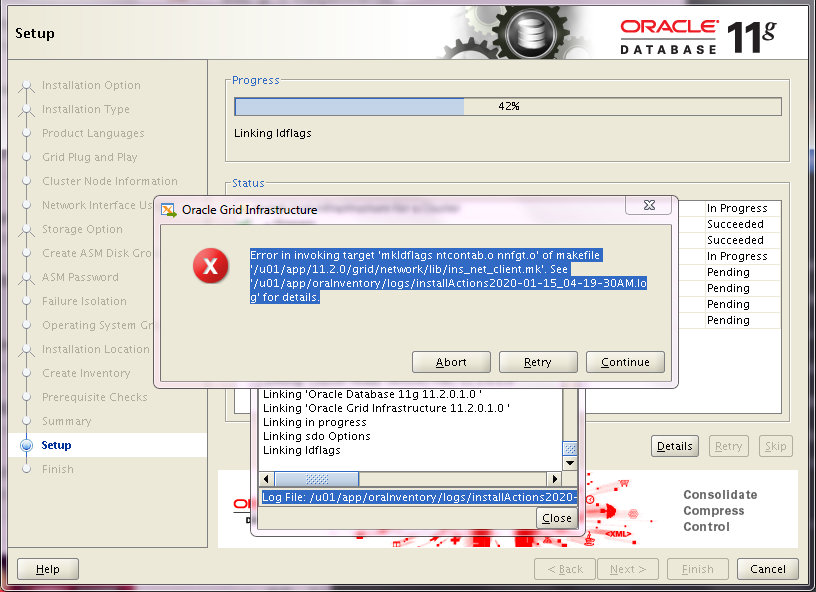 Setup
ORACLE
DATABASE
11g
Installation Option
Installation Type
Product Languages
Grid Plug and Play
Cluster Node Information
Network Interface Us
Storage Option
Create ASM Disk Gro
ASM Password
Failure Isolation
Operating System Gr
Installation Location
Create Inventory
Prerequisite Checks
Summary
Setup
Finish
Progress
42%
Linking ldflags
Status
In Progress
Succeeded
Succeeded
In Progress
Pending
Pending
Pending
Pending
Oracle Grid Infrastructure
Error in invoking target 'mkldflags ntcontab.o nnfgt.o' of makefile
'/u01/app/11.2.0/grid/network/lib/ins_net_client.mk'. See
'/u01/app/oraInventory/logs/installActions2020-01-15_04-19-30AM.lo
g' for details.
Abort Retry Continue
Linking 'Oracle Database 11g 11.2.0.1.0 '
Linking 'Oracle Grid Infrastructure 11.2.0.1.0 '
Linking in progress
Linking sdo Options
Linking ldflags
Log File: /u01/app/oraInventory/logs/installActions2020-
Close
Details Retry Skip
<XML>
Consolidate
Compress
Control
Help < Back Next > Finish Cancel